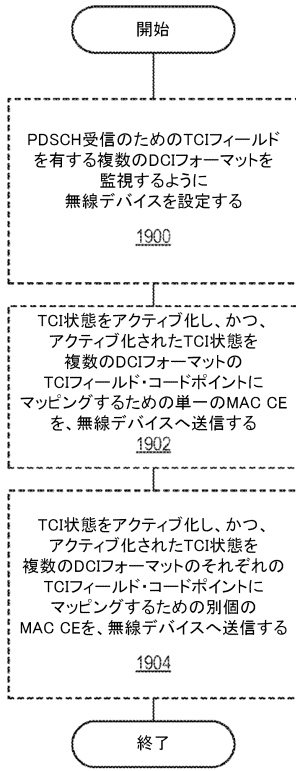 開始
PDSCH受信のためのTCIフィールド
を有する複数のDCIフォーマットを
監視するように
無線デバイスを設定する
1900
TCI状態をアクティブ化し、かつ、
アクティブ化されたTCI状態を
複数のDCIフォーマットの
TCIフィールド・コードポイントに
マッピングするための単一のMAC CE
を、無線デバイスへ送信する
1902
TCI状態をアクティブ化し、かつ、
アクティブ化されたTCI状態を
複数のDCIフォーマットのそれぞれの
TCIフィールド・コードポイントに
マッピングするための別個の
MAC CEを、無線デバイスへ送信する
1904
終了